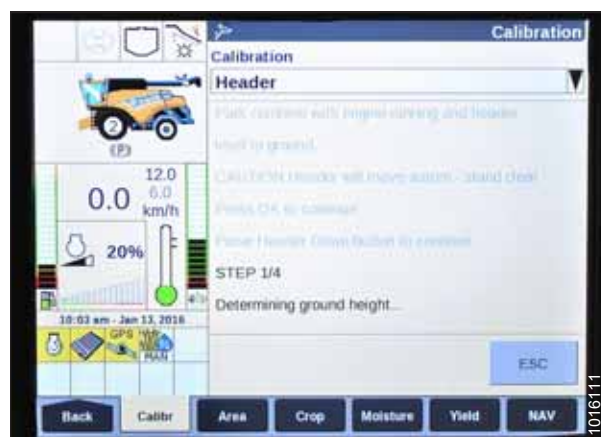 Calibration
Calibration
Header
Park combine with engine running and header
level to ground.
CAUTION Header will move autom. - stand clear
Press OK to continue
Press Header Down Button to continue
STEP 1/4
Determining ground height...
ESC
2
(P)
12.0
0.0
6.0
km/h
20%
10:03 am - Jan 13, 2016
GPS
MAN
Back
Calibr
Area
Crop
Moisture
Yield
NAV
1016111